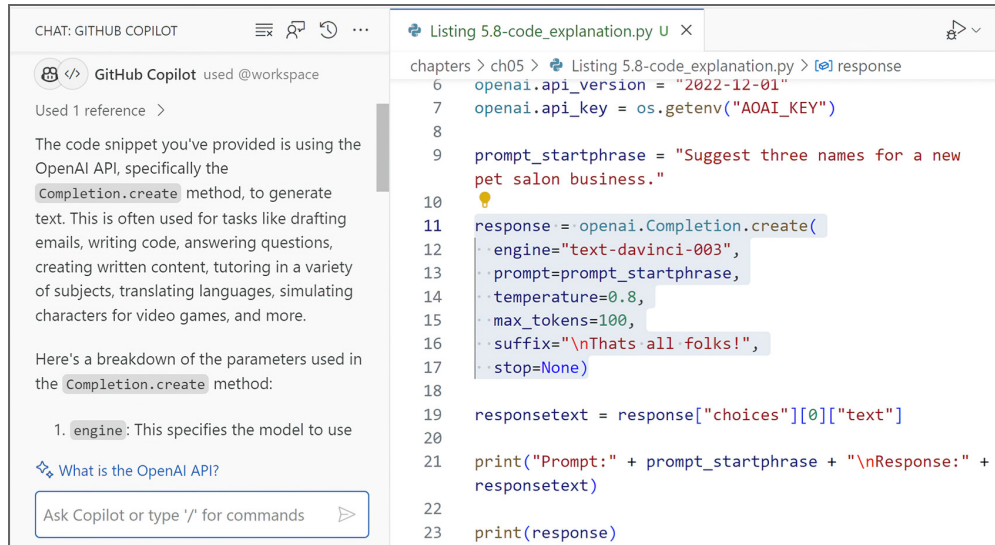 CHAT: GITHUB COPILOT
GitHub Copilot used @workspace
Used 1 reference >
The code snippet you've provided is using the
OpenAI API, specifically the
Completion.create method, to generate
text. This is often used for tasks like drafting
emails, writing code, answering questions,
creating written content, tutoring in a variety
of subjects, translating languages, simulating
characters for video games, and more.
Here's a breakdown of the parameters used in
the Completion.create method:
1. engine: This specifies the model to use
What is the OpenAI API?
Ask Copilot or type '/' for commands
Listing 5.8-code_explanation.py U ×
chapters > ch05 > Listing 5.8-code_explanation.py > response
6 openai.api_version = "2022-12-01"
7 openai.api_key = os.getenv("AOAI_KEY")
8
9 prompt_startphrase = "Suggest three names for a new
pet salon business."
10
11 response = openai.Completion.create(
12 engine="text-davinci-003",
13 prompt=prompt_startphrase,
14 temperature=0.8,
15 max_tokens=100,
16 suffix="\nThats all folks!",
17 stop=None)
18
19 responsetext = response["choices"][0]["text"]
20
21 print("Prompt:" + prompt_startphrase + "\nResponse:" +
responsetext)
22
23 print(response)